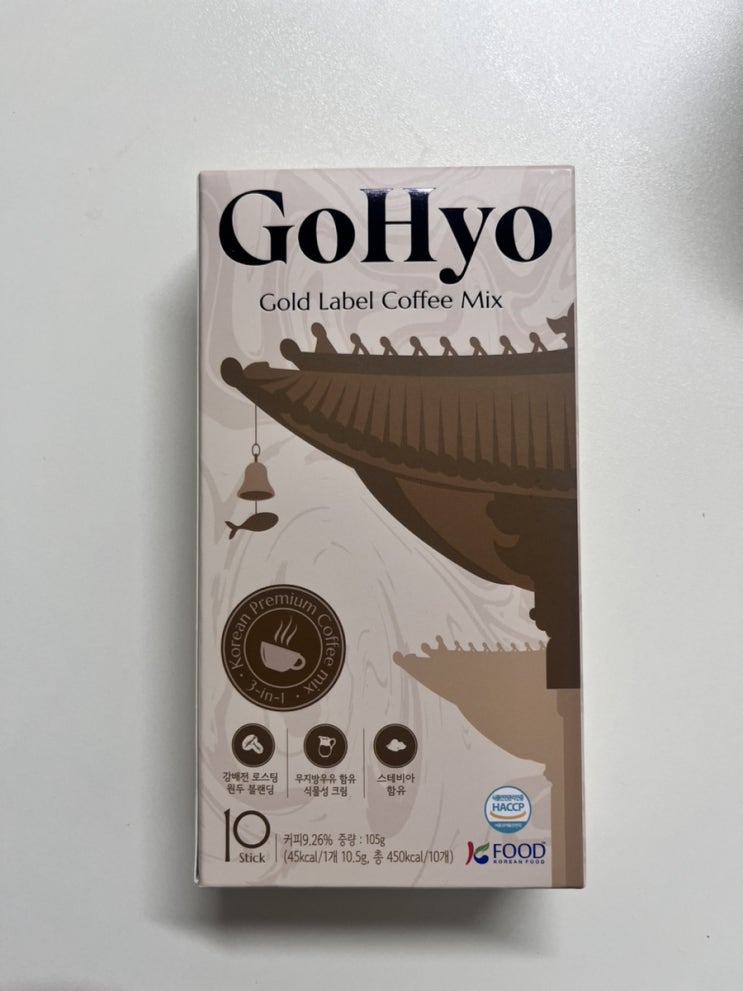 GoHyo
Gold Label Coffee Mix
Korean Premium Coffee mix
3-in-1
강배전 로스팅
원두 블랜딩
무지방우유 함유
식물성 크림
스테비아
함유
HACCP
10 Stick
커피9.26% 중량 : 105g
(45kcal/1개 10.5g, 총 450kcal/10개)
K FOOD
KOREAN FOOD